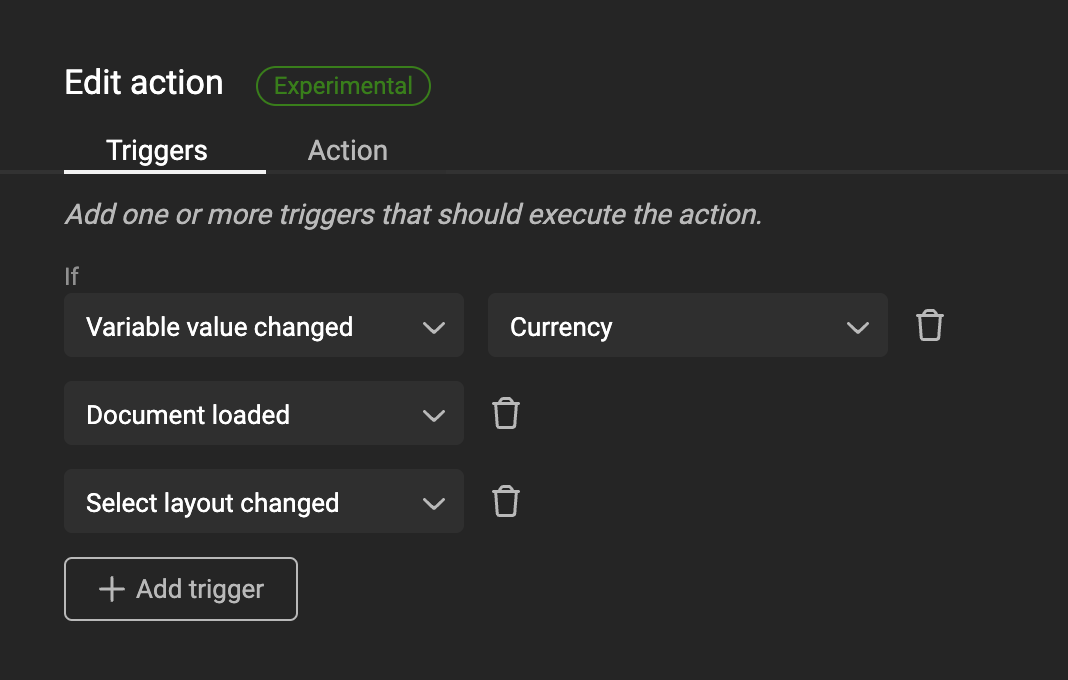 Edit action Experimental
Triggers Action
Add one or more triggers that should execute the action.
If
Variable value changed Currency
Document loaded
Select layout changed
Add trigger